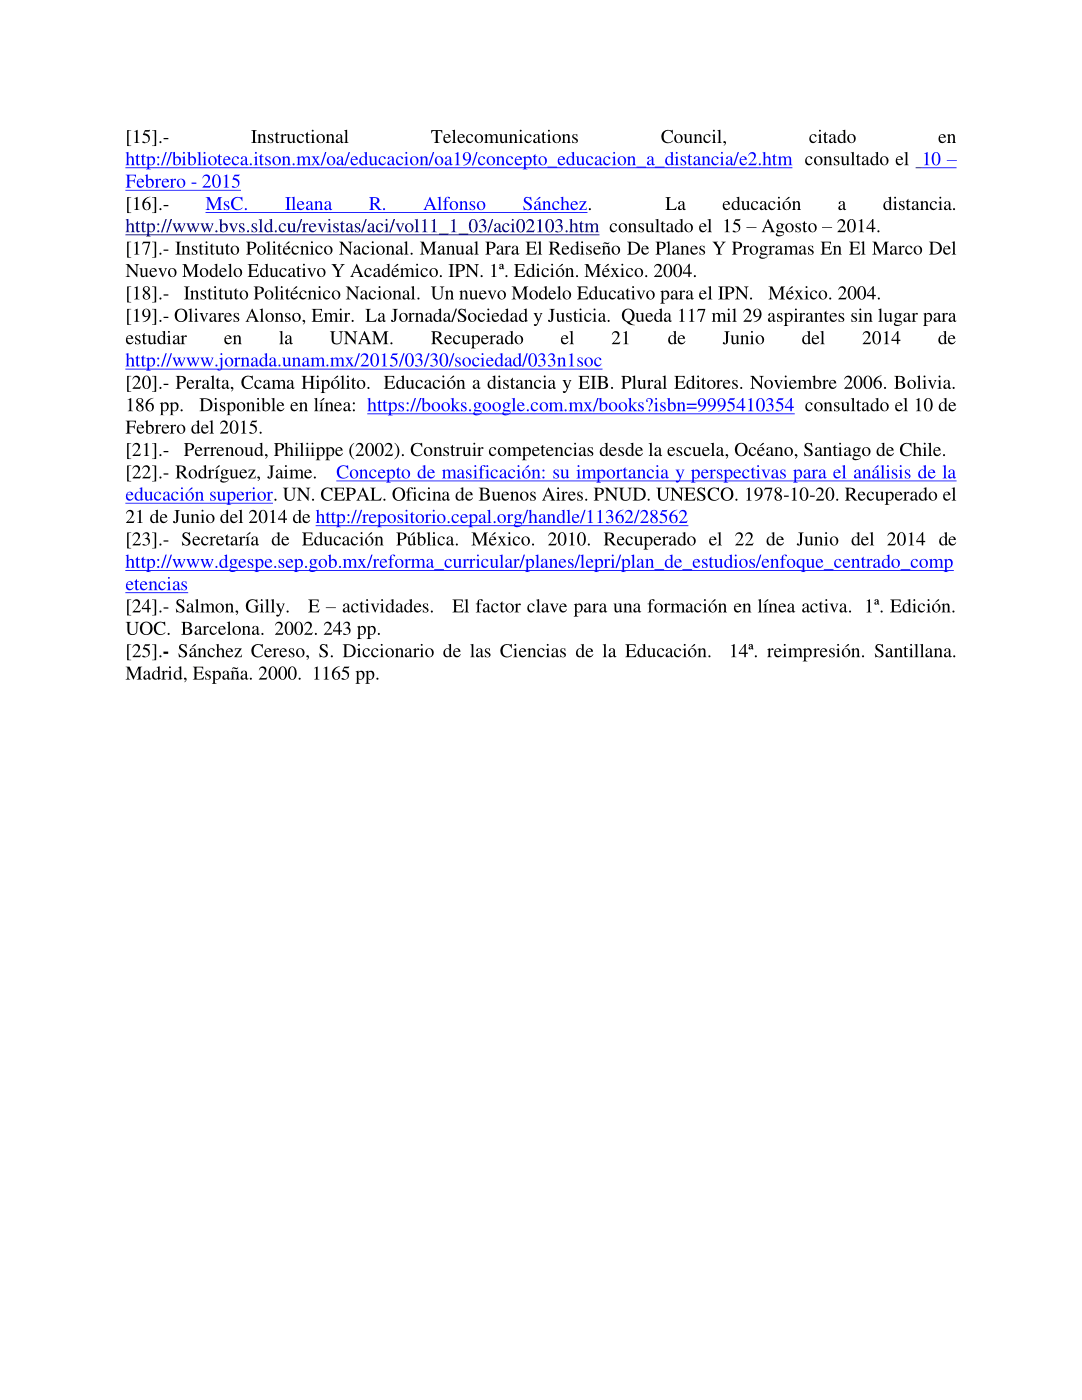 [15].- Instructional Telecomunications Council, citado en
http://biblioteca.itson.mx/oa/educacion/oa19/concepto_educacion_a_distancia/e2.htm consultado el 10 –
Febrero - 2015
[16].- MsC. Ileana R. Alfonso Sánchez. La educación a distancia.
http://www.bvs.sld.cu/revistas/aci/vol11_1_03/aci02103.htm consultado el 15 – Agosto – 2014.
[17].- Instituto Politécnico Nacional. Manual Para El Rediseño De Planes Y Programas En El Marco Del
Nuevo Modelo Educativo Y Académico. IPN. 1ª. Edición. México. 2004.
[18].- Instituto Politécnico Nacional. Un nuevo Modelo Educativo para el IPN. México. 2004.
[19].- Olivares Alonso, Emir. La Jornada/Sociedad y Justicia. Queda 117 mil 29 aspirantes sin lugar para
estudiar en la UNAM. Recuperado el 21 de Junio del 2014 de
http://www.jornada.unam.mx/2015/03/30/sociedad/033n1soc
[20].- Peralta, Ccama Hipólito. Educación a distancia y EIB. Plural Editores. Noviembre 2006. Bolivia.
186 pp. Disponible en línea: https://books.google.com.mx/books?isbn=9995410354 consultado el 10 de
Febrero del 2015.
[21].- Perrenoud, Philiippe (2002). Construir competencias desde la escuela, Océano, Santiago de Chile.
[22].- Rodríguez, Jaime. Concepto de masificación: su importancia y perspectivas para el análisis de la
educación superior. UN. CEPAL. Oficina de Buenos Aires. PNUD. UNESCO. 1978-10-20. Recuperado el
21 de Junio del 2014 de http://repositorio.cepal.org/handle/11362/28562
[23].- Secretaría de Educación Pública. México. 2010. Recuperado el 22 de Junio del 2014 de
http://www.dgespe.sep.gob.mx/reforma_curricular/planes/lepri/plan_de_estudios/enfoque_centrado_comp
etencias
[24].- Salmon, Gilly. E – actividades. El factor clave para una formación en línea activa. 1ª. Edición.
UOC. Barcelona. 2002. 243 pp.
[25].- Sánchez Cereso, S. Diccionario de las Ciencias de la Educación. 14ª. reimpresión. Santillana.
Madrid, España. 2000. 1165 pp.